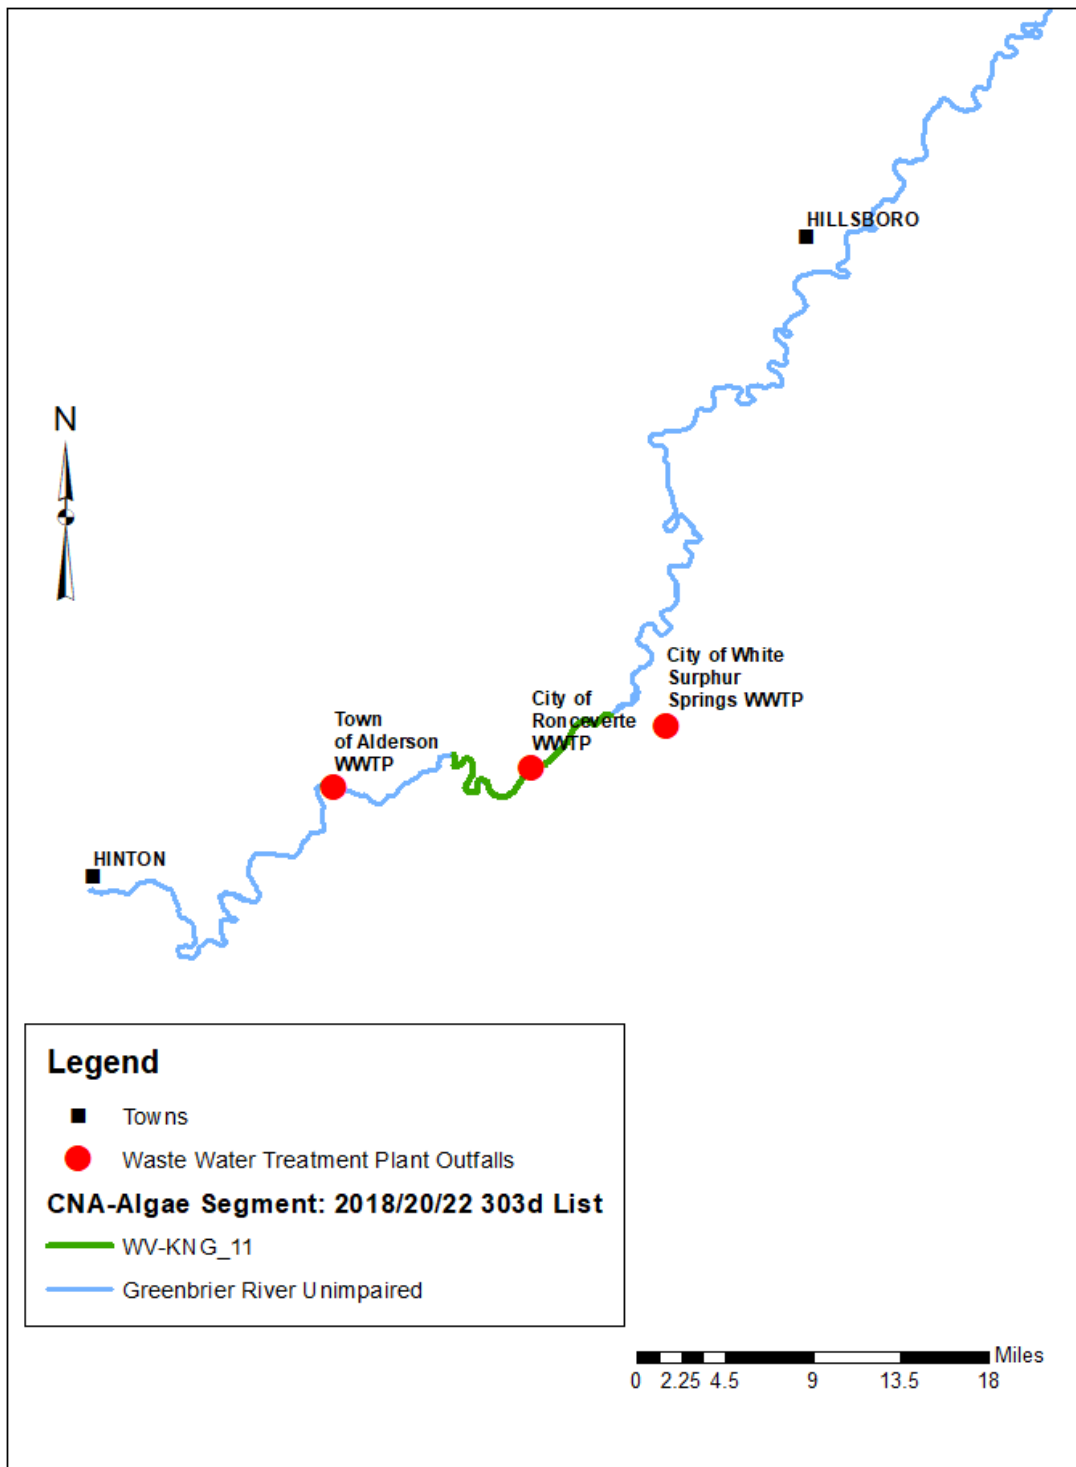 HILLSBORO
N
City of White
Surphur
Springs WWTP
City of
Ronceverte
WWTP
Town
of Alderson
WWTP
HINTON
Legend
Towns
Waste Water Treatment Plant Outfalls
CNA-Algae Segment: 2018/20/22 303d List
WV-KNG_11
Greenbrier River Unimpaired
Miles
0 2.25 4.5 9 13.5 18